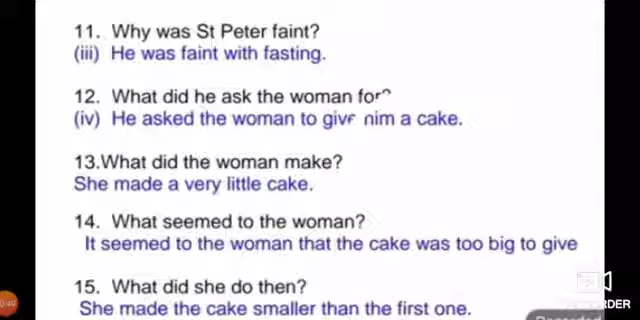 11. Why was St Peter faint?
(iii) He was faint with fasting.
12. What did he ask the woman for?
(iv) He asked the woman to give him a cake.
13.What did the woman make?
She made a very little cake.
14. What seemed to the woman?
It seemed to the woman that the cake was too big to give
15. What did she do then?
She made the cake smaller than the first one.